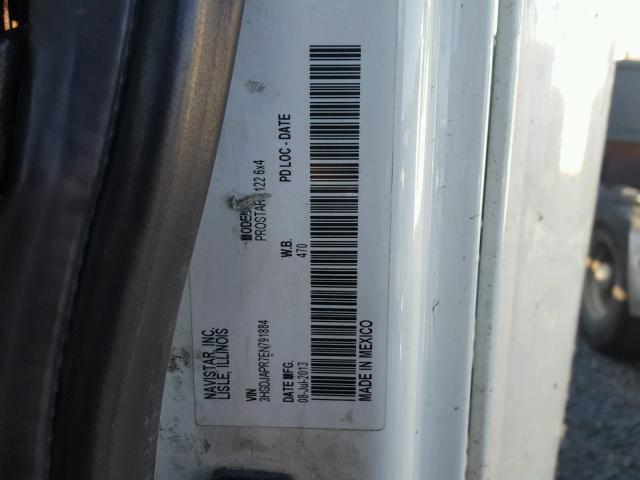 NAVISTAR, INC.
LISLE, ILLINOIS
VIN
3HSDJAPR7EN791884
MODEL
PROSTAR 122 6x4
DATE MFG.
08-Jul-2013
W.B.
470
PD LOC - DATE
MADE IN MEXICO